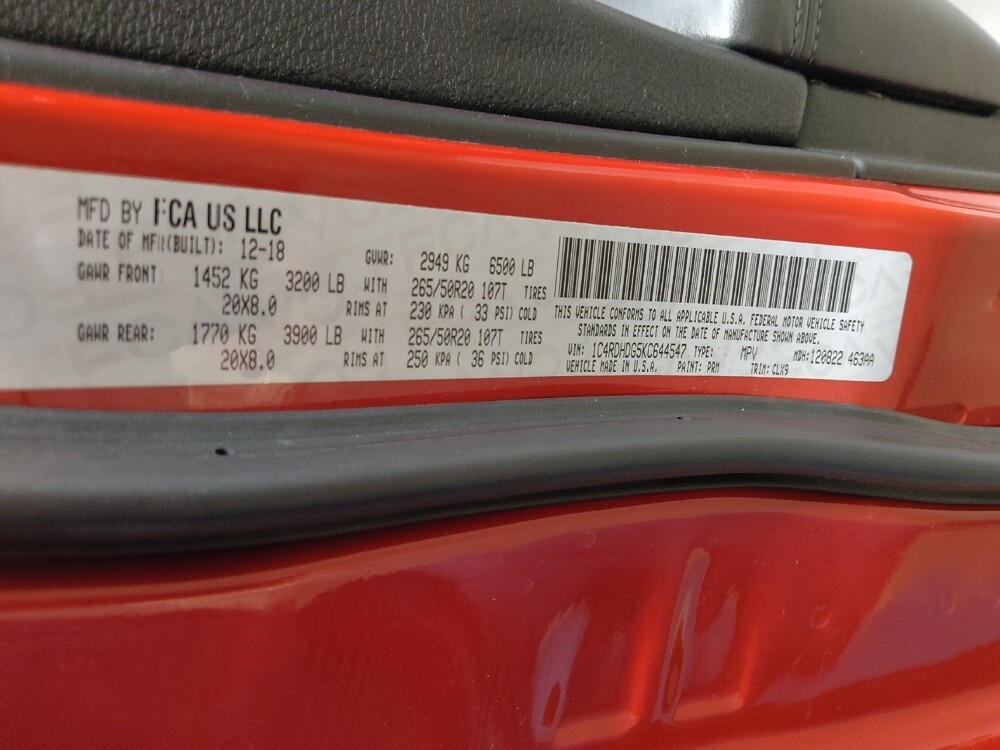 MFD BY FCA US LLC
DATE OF MFR(BUILT): 12-18 GVWR: 2949 KG 6500 LB
GAWR FRONT: 1452 KG 3200 LB WITH 265/50R20 107T TIRES
20X8.0 RIMS AT 230 KPA ( 33 PSI) COLD
GAWR REAR: 1770 KG 3900 LB WITH 265/50R20 107T TIRES
20X8.0 RIMS AT 250 KPA ( 36 PSI) COLD
THIS VEHICLE CONFORMS TO ALL APPLICABLE U.S.A. FEDERAL MOTOR VEHICLE SAFETY
STANDARDS IN EFFECT ON THE DATE OF MANUFACTURE SHOWN ABOVE.
VIN: 1C4RDHDG5KC644547 TYPE: MPV MDH: 120822 463AA
VEHICLE MADE IN U.S.A. PAINT: PRM TRIM: CLX9